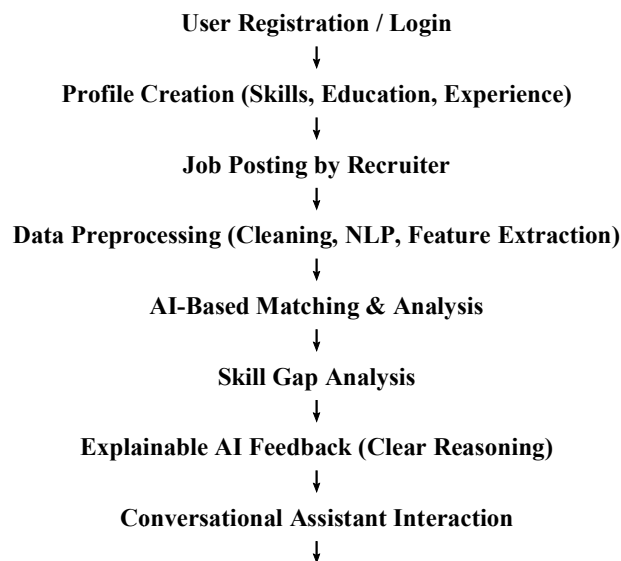 User Registration / Login
↓
Profile Creation (Skills, Education, Experience)
↓
Job Posting by Recruiter
↓
Data Preprocessing (Cleaning, NLP, Feature Extraction)
↓
AI-Based Matching & Analysis
↓
Skill Gap Analysis
↓
Explainable AI Feedback (Clear Reasoning)
↓
Conversational Assistant Interaction
↓